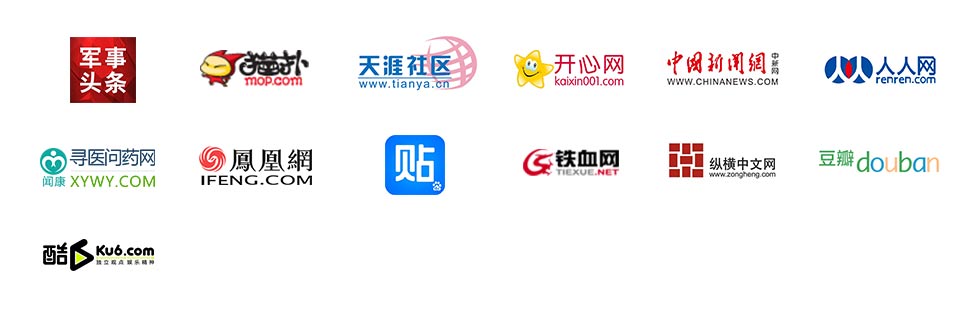 军事
头条
猫扑
mop.com
天涯社区
www.tianya.cn
开心网
kaixin001.com
中國新聞網
中新网
WWW.CHINANEWS.COM
人人网
renren.com
寻医问药网
闻康
XYWY.COM
鳳凰網
IFENG.COM
贴
铁血网
TIEXUE.NET
纵横中文网
www.zongheng.com
豆瓣 douban
酷6
Ku6.com
独立观点 娱乐精神